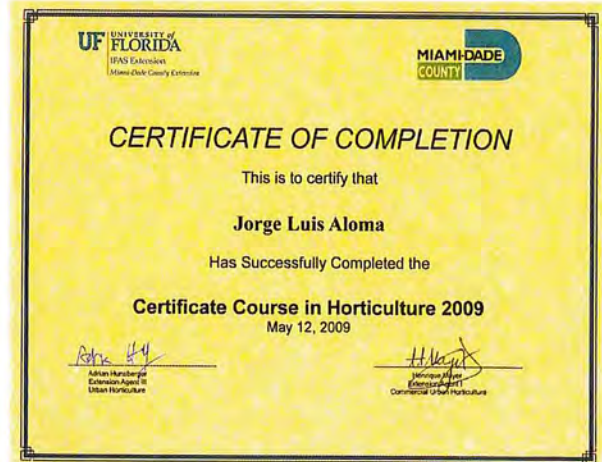 UF UNIVERSITY of
FLORIDA
IFAS Extension
Miami-Dade County Extension
MIAMI-DADE
COUNTY
CERTIFICATE OF COMPLETION
This is to certify that
Jorge Luis Aloma
Has Successfully Completed the
Certificate Course in Horticulture 2009
May 12, 2009
Adrian Hunsberger
Extension Agent III
Urban Horticulture
Henrique Mayer
Extension Agent I
Commercial Urban Horticulture